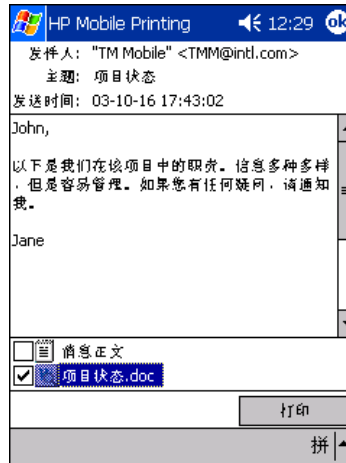 HP Mobile Printing 12:29 ok
发件人: "TM Mobile" <TMM@intl.com>
主题: 项目状态
发送时间: 03-10-16 17:43:02
John,
以下是我们在该项目中的职责。信息多种多样
，但是容易管理。如果您有任何疑问，请通知
我。
Jane
消息正文
项目状态.doc
打印
拼